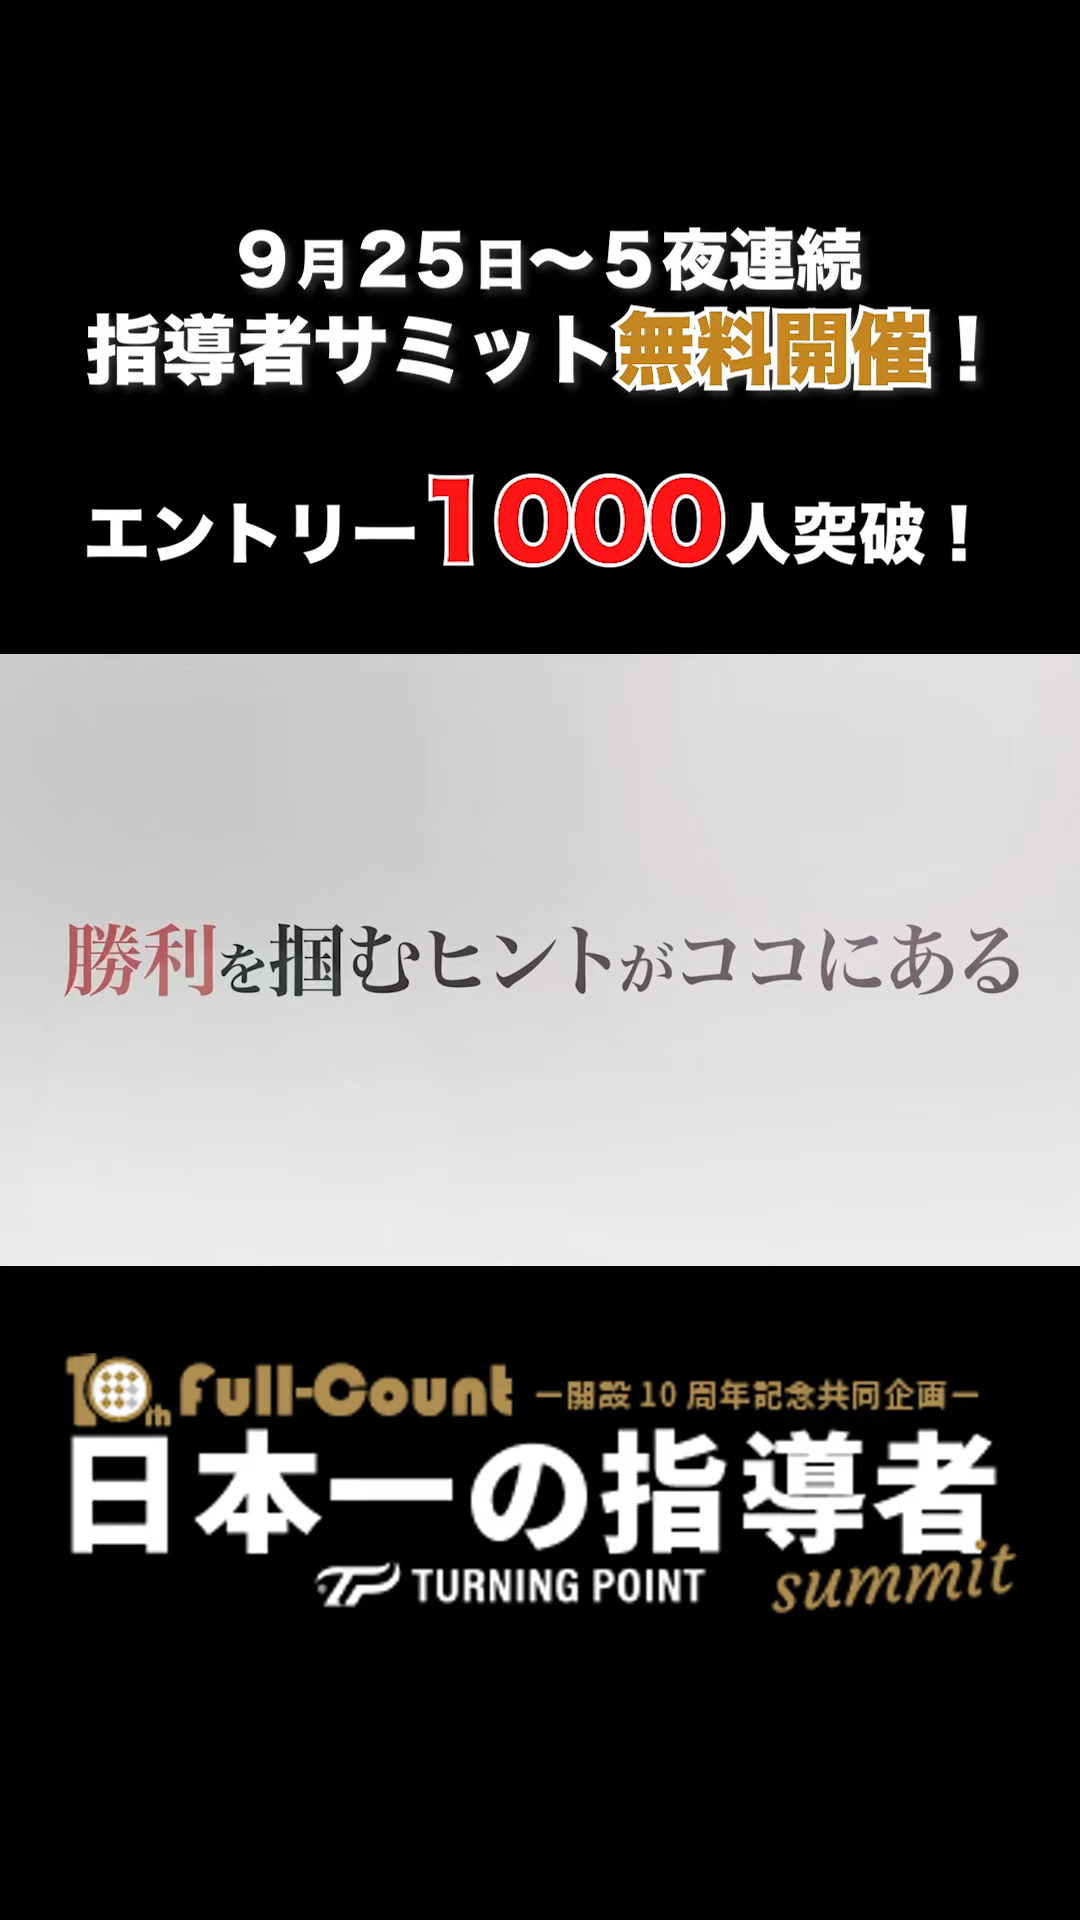 9月25日〜5夜連続
指導者サミット無料開催！
エントリー1000人突破！
勝利を掴むヒントがココにある
10th Full-Count ー開設10周年記念共同企画ー
日本一の指導者
TP TURNING POINT summit